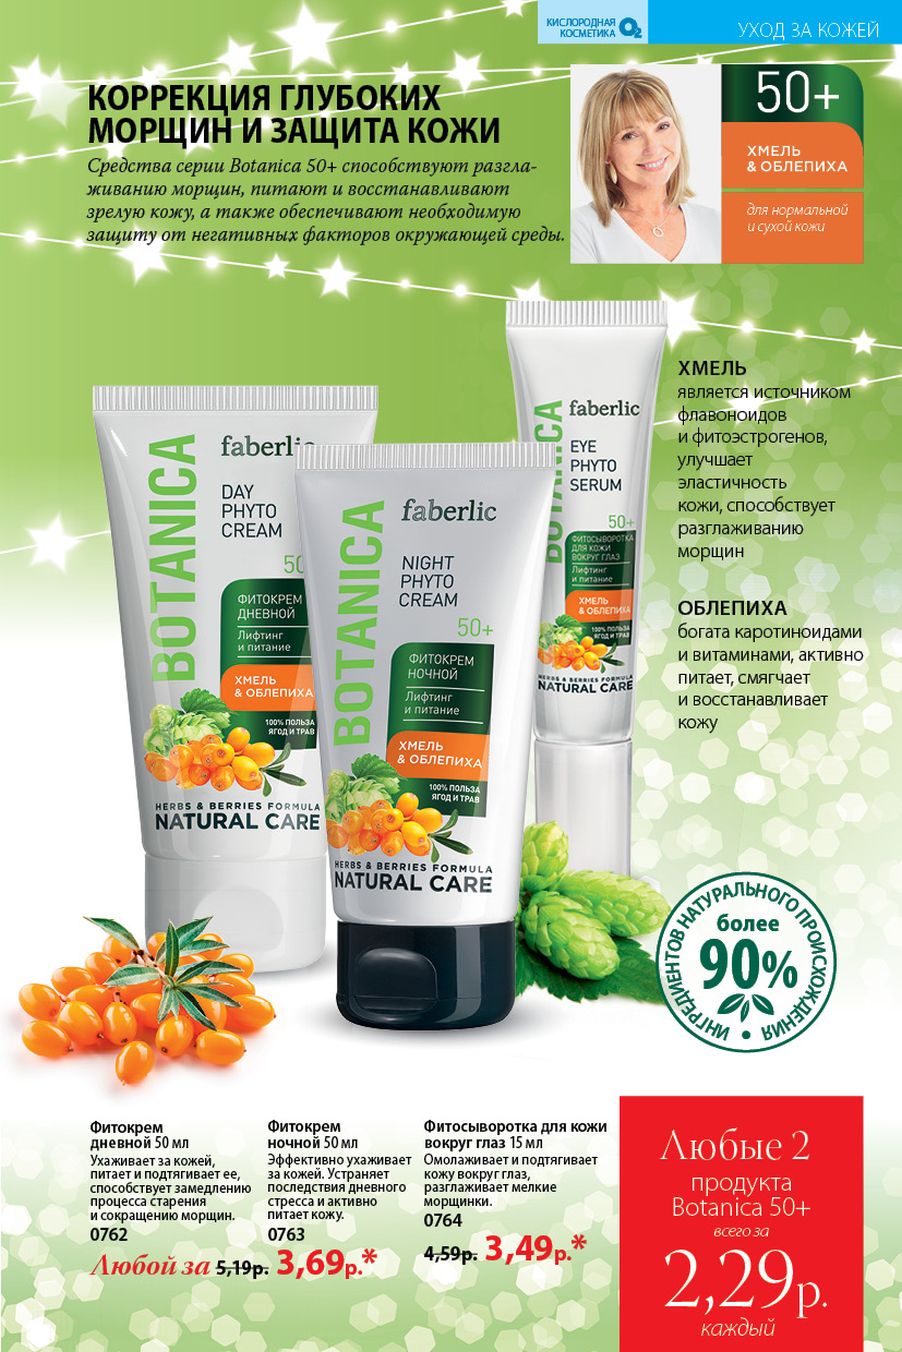 КИСЛОРОДНАЯ
КОСМЕТИКА O2
УХОД ЗА КОЖЕЙ
КОРРЕКЦИЯ ГЛУБОКИХ
МОРЩИН И ЗАЩИТА КОЖИ
Средства серии Botanica 50+ способствуют разгла-
живанию морщин, питают и восстанавливают
зрелую кожу, а также обеспечивают необходимую
защиту от негативных факторов окружающей среды.
50+
ХМЕЛЬ
& ОБЛЕПИХА
для нормальной
и сухой кожи
ХМЕЛЬ
является источником
флавоноидов
и фитоэстрогенов,
улучшает
эластичность
кожи, способствует
разглаживанию
морщин
ОБЛЕПИХА
богата каротиноидами
и витаминами, активно
питает, смягчает
и восстанавливает
кожу
BOTANICA
faberlic
DAY
PHYTO
CREAM
50
ФИТОКРЕМ
ДНЕВНОЙ
Лифтинг
и питание
ХМЕЛЬ
& ОБЛЕПИХА
100% ПОЛЬЗА
ЯГОД И ТРАВ
HERBS & BERRIES FORMULA
NATURAL CARE
BOTANICA
faberlic
NIGHT
PHYTO
CREAM
50+
ФИТОКРЕМ
НОЧНОЙ
Лифтинг
и питание
ХМЕЛЬ
& ОБЛЕПИХА
100% ПОЛЬЗА
ЯГОД И ТРАВ
HERBS & BERRIES FORMULA
NATURAL CARE
BOTANICA
faberlic
EYE
PHYTO
SERUM
50+
ФИТОСЫВОРОТКА
ДЛЯ КОЖИ
ВОКРУГ ГЛАЗ
Лифтинг
и питание
ХМЕЛЬ
& ОБЛЕПИХА
100% ПОЛЬЗА
ЯГОД И ТРАВ
HERBS & BERRIES FORMULA
NATURAL CARE
более
90%
ИНГРЕДИЕНТОВ НАТУРАЛЬНОГО ПРОИСХОЖДЕНИЯ
Фитокрем
дневной 50 мл
Ухаживает за кожей,
питает и подтягивает ее,
способствует замедлению
процесса старения
и сокращению морщин.
0762
Фитокрем
ночной 50 мл
Эффективно ухаживает
за кожей. Устраняет
последствия дневного
стресса и активно
питает кожу.
0763
Любой за 5,19р. 3,69р.*
Фитосыворотка для кожи
вокруг глаз 15 мл
Омолаживает и подтягивает
кожу вокруг глаз,
разглаживает мелкие
морщинки.
0764
4,59р. 3,49р.*
Любые 2
продукта
Botanica 50+
всего за
2,29р.
каждый